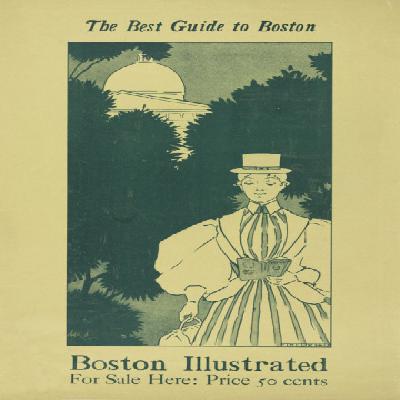 The Best Guide to Boston
Boston Illustrated
For Sale Here: Price 50 cents